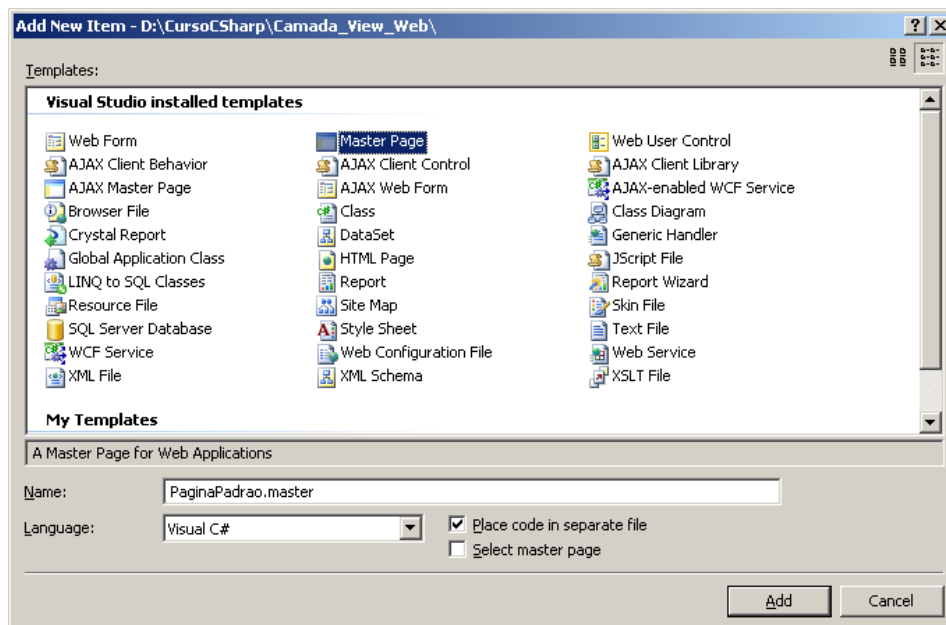 Add New Item - D:\CursoCSharp\Camada_View_Web\
Templates:
Visual Studio installed templates
Web Form Master Page Web User Control
AJAX Client Behavior AJAX Client Control AJAX Client Library
AJAX Master Page AJAX Web Form AJAX-enabled WCF Service
Browser File Class Class Diagram
Crystal Report DataSet Generic Handler
Global Application Class HTML Page JScript File
LINQ to SQL Classes Report Report Wizard
Resource File Site Map Skin File
SQL Server Database Style Sheet Text File
WCF Service Web Configuration File Web Service
XML File XML Schema XSLT File
My Templates
A Master Page for Web Applications
Name: PaginaPadrao.master
Language: Visual C# Place code in separate file
Select master page
Add Cancel